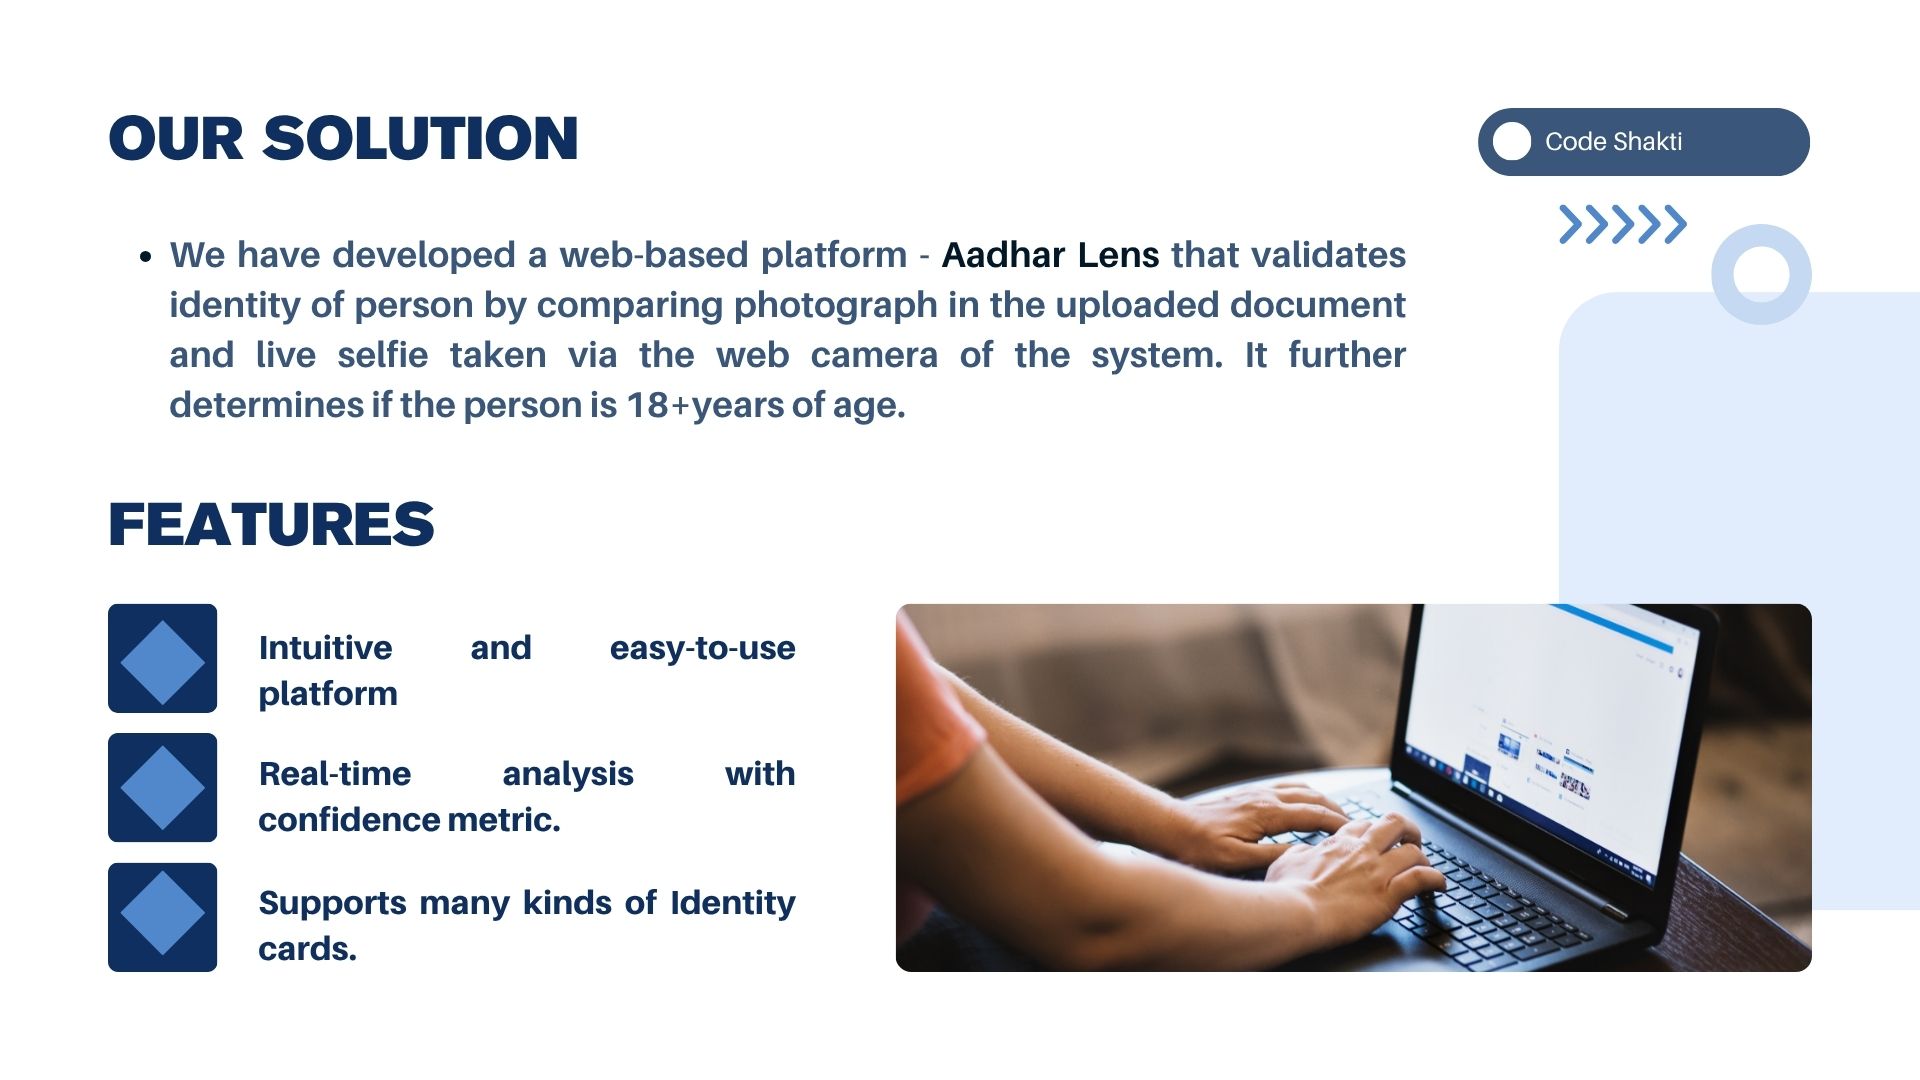 OUR SOLUTION
Code Shakti
• We have developed a web-based platform - Aadhar Lens that validates
identity of person by comparing photograph in the uploaded document
and live selfie taken via the web camera of the system. It further
determines if the person is 18+years of age.
FEATURES
Intuitive and easy-to-use
platform
Real-time analysis with
confidence metric.
Supports many kinds of Identity
cards.